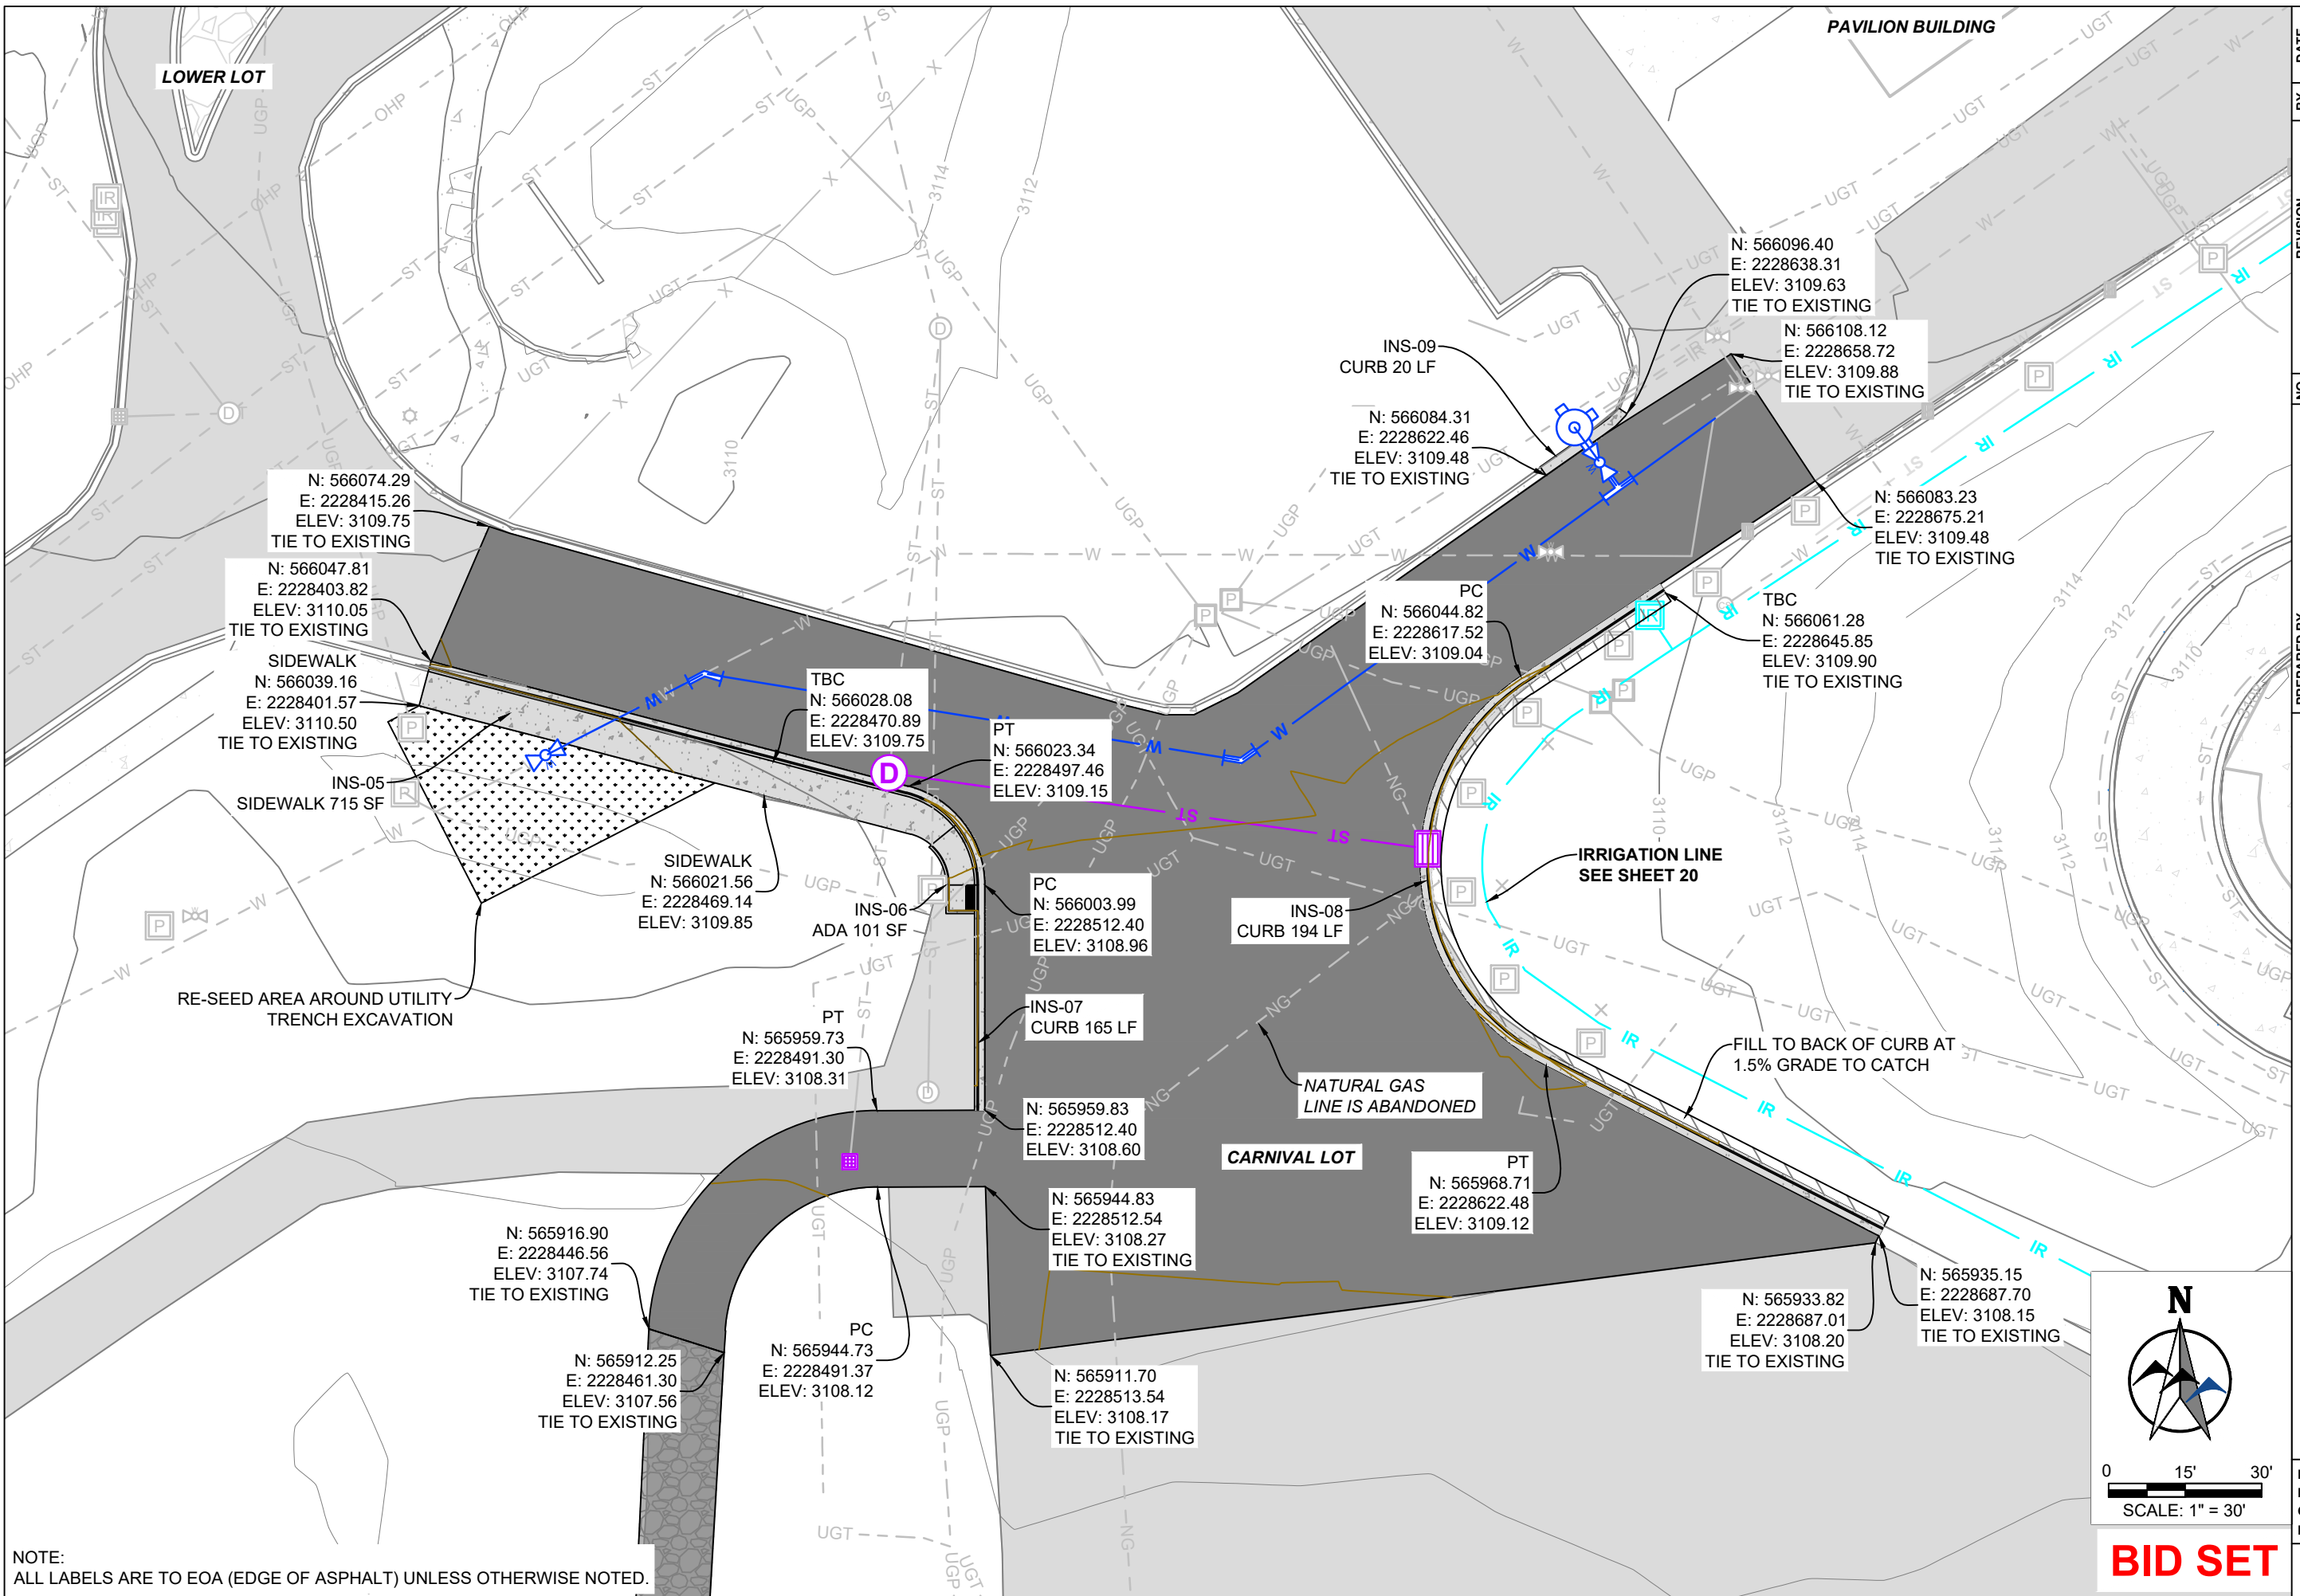 PAVILION BUILDING
LOWER LOT
N: 566096.40
E: 2228638.31
ELEV: 3109.63
TIE TO EXISTING
N: 566108.12
E: 2228658.72
ELEV: 3109.88
TIE TO EXISTING
INS-09
CURB 20 LF
N: 566084.31
E: 2228622.46
ELEV: 3109.48
TIE TO EXISTING
N: 566074.29
E: 2228415.26
ELEV: 3109.75
TIE TO EXISTING
N: 566083.23
E: 2228675.21
ELEV: 3109.48
TIE TO EXISTING
N: 566047.81
E: 2228403.82
ELEV: 3110.05
TIE TO EXISTING
PC
N: 566044.82
E: 2228617.52
ELEV: 3109.04
TBC
N: 566061.28
E: 2228645.85
ELEV: 3109.90
TIE TO EXISTING
SIDEWALK
N: 566039.16
E: 2228401.57
ELEV: 3110.50
TIE TO EXISTING
TBC
N: 566028.08
E: 2228470.89
ELEV: 3109.75
PT
N: 566023.34
E: 2228497.46
ELEV: 3109.15
INS-05
SIDEWALK 715 SF
SIDEWALK
N: 566021.56
E: 2228469.14
ELEV: 3109.85
IRRIGATION LINE
SEE SHEET 20
INS-06
ADA 101 SF
PC
N: 566003.99
E: 2228512.40
ELEV: 3108.96
INS-08
CURB 194 LF
RE-SEED AREA AROUND UTILITY
TRENCH EXCAVATION
INS-07
CURB 165 LF
PT
N: 565959.73
E: 2228491.30
ELEV: 3108.31
FILL TO BACK OF CURB AT
1.5% GRADE TO CATCH
NATURAL GAS
LINE IS ABANDONED
N: 565959.83
E: 2228512.40
ELEV: 3108.60
CARNIVAL LOT
PT
N: 565968.71
E: 2228622.48
ELEV: 3109.12
N: 565944.83
E: 2228512.54
ELEV: 3108.27
TIE TO EXISTING
N: 565916.90
E: 2228446.56
ELEV: 3107.74
TIE TO EXISTING
N: 565935.15
E: 2228687.70
ELEV: 3108.15
TIE TO EXISTING
N: 565933.82
E: 2228687.01
ELEV: 3108.20
TIE TO EXISTING
PC
N: 565944.73
E: 2228491.37
ELEV: 3108.12
N: 565912.25
E: 2228461.30
ELEV: 3107.56
TIE TO EXISTING
N: 565911.70
E: 2228513.54
ELEV: 3108.17
TIE TO EXISTING
N
0 15' 30'
SCALE: 1" = 30'
BID SET
NOTE:
ALL LABELS ARE TO EOA (EDGE OF ASPHALT) UNLESS OTHERWISE NOTED.
3114
3112
3110
3114
3112
3110
3110
3112
3114
3114
3112
D